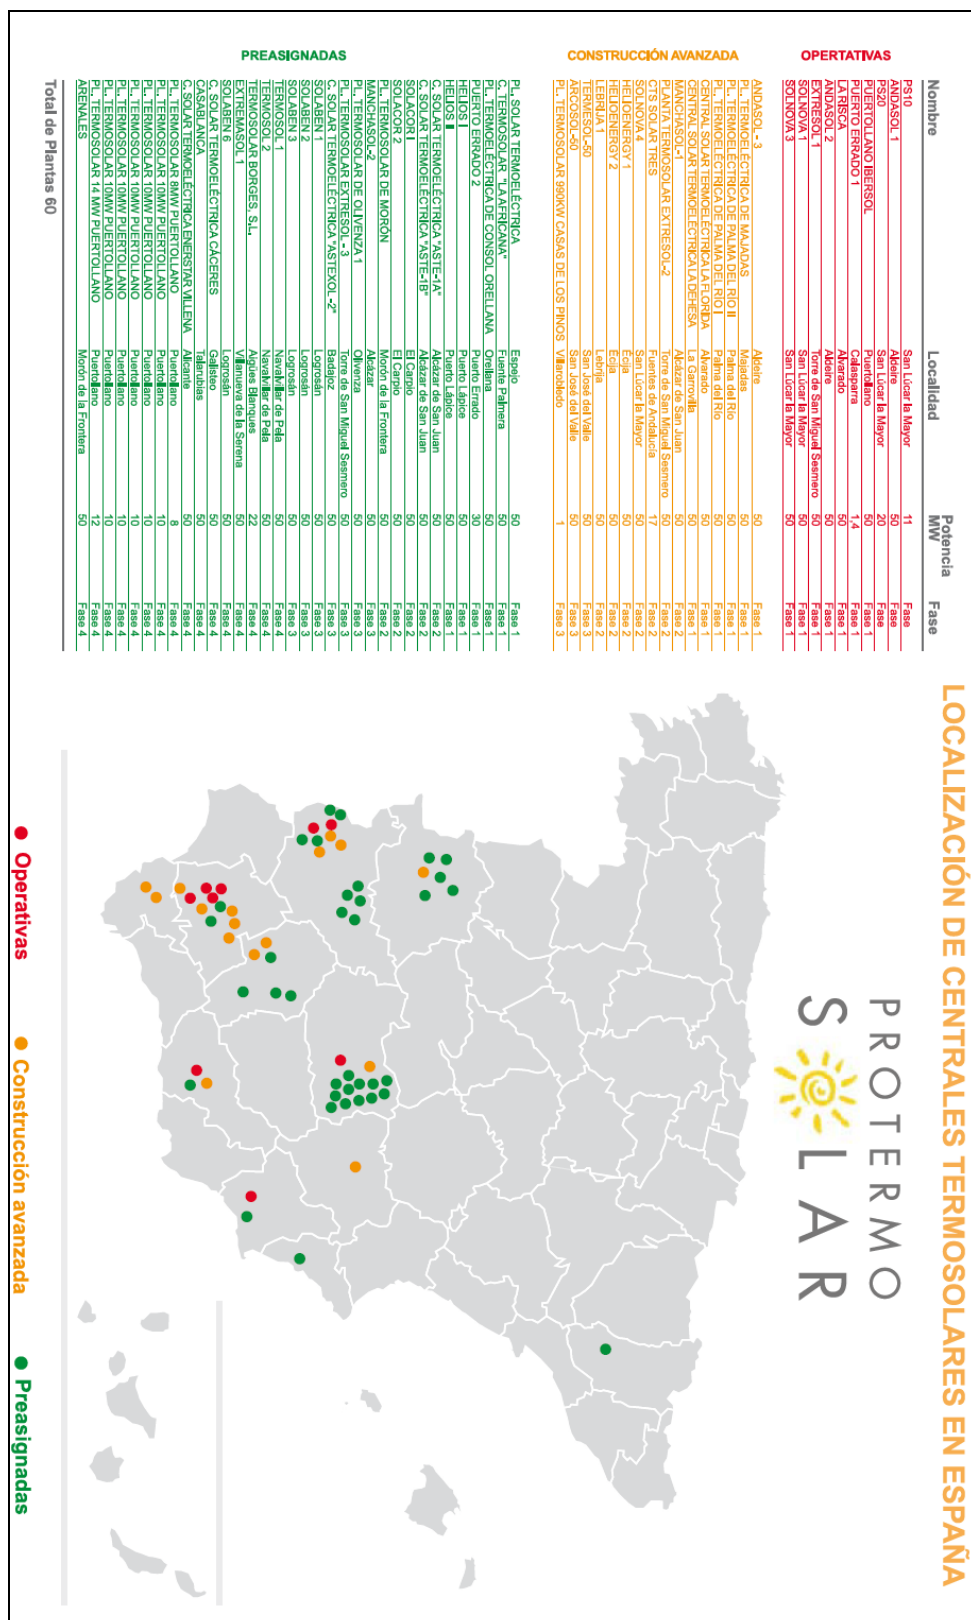 LOCALIZACIÓN DE CENTRALES TERMOSOLARES EN ESPAÑA
PROTERMO
SOLAR
Nombre Localidad Potencia MW Fase
OPERTATIVAS
PS10 San Lúcar la Mayor 11 Fase
ANDASOL 1 Aldeire 50 Fase 1
PS20 San Lúcar la Mayor 20 Fase 1
PUERTOLLANO IBERSOL Puertollano 50 Fase 1
PUERTO ERRADO 1 Calasparra 1,4 Fase 1
LA RISCA Alvarado 50 Fase 1
ANDASOL 2 Aldeire 50 Fase 1
EXTRESOL 1 Torre de San Miguel Sesmero 50 Fase 1
SOLNOVA 1 San Lúcar la Mayor 50 Fase 1
SOLNOVA 3 San Lúcar la Mayor 50 Fase 1
CONSTRUCCIÓN AVANZADA
ANDASOL - 3 Aldeire 50 Fase 1
PL. TERMOELÉCTRICA DE MAJADAS Majadas 50 Fase 1
PL. TERMOELÉCTRICA DE PALMA DEL RÍO II Palma del Río 50 Fase 1
PL. TERMOELÉCTRICA DE PALMA DEL RÍO I Palma del Río 50 Fase 1
CENTRAL SOLAR TERMOELÉCTRICA LA FLORIDA Alvarado 50 Fase 1
CENTRAL SOLAR TERMOELÉCTRICA LA DEHESA La Garrovilla 50 Fase 1
MANCHASOL-1 Alcázar de San Juan 50 Fase 2
PLANTA TERMOSOLAR EXTRESOL-2 Torre de San Miguel Sesmero 50 Fase 2
CTS SOLAR TRES Fuentes de Andalucía 17 Fase 2
SOLNOVA 4 San Lúcar la Mayor 50 Fase 2
HELIOENERGY 1 Écija 50 Fase 1
HELIOENERGY 2 Écija 50 Fase 2
LEBRIJA 1 Lebrija 50 Fase 2
TERMESOL-50 San José del Valle 50 Fase 3
ARCOSOL-50 San José del Valle 50 Fase 3
PL. TERMOSOLAR 990KW CASAS DE LOS PINOS Villarobledo 1 Fase 3
PREASIGNADAS
PL. SOLAR TERMOELÉCTRICA Espejo 50 Fase 1
C. TERMOSOLAR "LA AFRICANA" Fuente Palmera 50 Fase 1
PL. TERMOELÉCTRICA DE CONSOL ORELLANA Orellana 50 Fase 1
PUERTO ERRADO 2 Puerto Errado 30 Fase 1
HELIOS I Puerto Lápice 50 Fase 1
HELIOS II Puerto Lápice 50 Fase 1
C. SOLAR TERMOELÉCTRICA "ASTE-1A" Alcázar de San Juan 50 Fase 2
C. SOLAR TERMOELÉCTRICA "ASTE-1B" Alcázar de San Juan 50 Fase 2
SOLACOR I El Carpio 50 Fase 2
SOLACOR 2 El Carpio 50 Fase 2
PL. TERMOSOLAR DE MORÓN Morón de la Frontera 50 Fase 2
MANCHASOL-2 Alcázar 50 Fase 2
PL. TERMOSOLAR DE OLIVENZA 1 Olivenza 50 Fase 3
PL. TERMOSOLAR EXTRESOL - 3 Torre de San Miguel Sesmero 50 Fase 3
C. SOLAR TERMOELÉCTRICA "ASTEXOL -2" Badajoz 50 Fase 3
SOLABEN 1 Logrosán 50 Fase 3
SOLABEN 2 Logrosán 50 Fase 3
SOLABEN 3 Logrosán 50 Fase 3
TERMOSOL 1 Navalvillar de Pela 50 Fase 4
TERMOSOL 2 Navalvillar de Pela 50 Fase 4
TERMOSOLAR BORGES, S.L. Alqúas Blanques 22 Fase 4
EXTREMASOL 1 Villanueva de la Serena 50 Fase 4
SOLABEN 6 Logrosán 50 Fase 4
C. SOLAR TERMOELÉCTRICA CÁCERES Galisteo 50 Fase 4
CASABLANCA Talarrubias 50 Fase 4
C. SOLAR TERMOELÉCTRICA ENERSTAR VILLENA Alicante 50 Fase 4
PL. TERMOSOLAR 8MW PUERTOLLANO Puertollano 8 Fase 4
PL. TERMOSOLAR 10MW PUERTOLLANO Puertollano 10 Fase 4
PL. TERMOSOLAR 10MW PUERTOLLANO Puertollano 10 Fase 4
PL. TERMOSOLAR 10MW PUERTOLLANO Puertollano 10 Fase 4
PL. TERMOSOLAR 10MW PUERTOLLANO Puertollano 10 Fase 4
PL. TERMOSOLAR 10MW PUERTOLLANO Puertollano 10 Fase 4
PL. TERMOSOLAR 14 MW PUERTOLLANO Puertollano 12 Fase 4
ARENALES Morón de la Frontera 50 Fase 4
Total de Plantas 60
Operativas
Construcción avanzada
Preasignadas